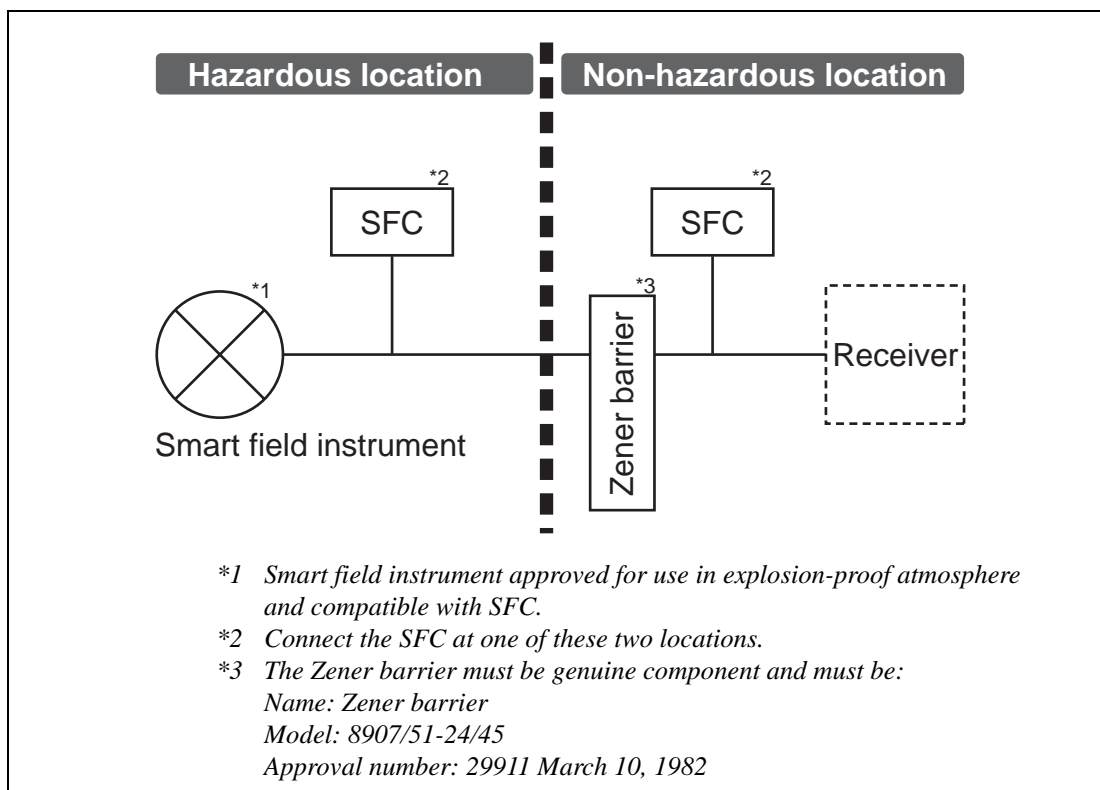 Hazardous location
Non-hazardous location
*2
SFC
*2
SFC
*1
*3
Zener barrier
Receiver
Smart field instrument
*1 Smart field instrument approved for use in explosion-proof atmosphere
and compatible with SFC.
*2 Connect the SFC at one of these two locations.
*3 The Zener barrier must be genuine component and must be:
Name: Zener barrier
Model: 8907/51-24/45
Approval number: 29911 March 10, 1982